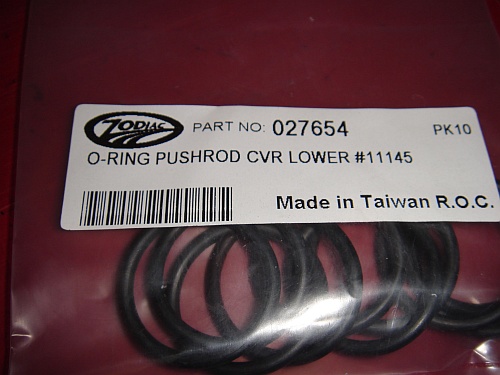 ZODIAC PART NO: 027654 PK10
O-RING PUSHROD CVR LOWER #11145
Made in Taiwan R.O.C.